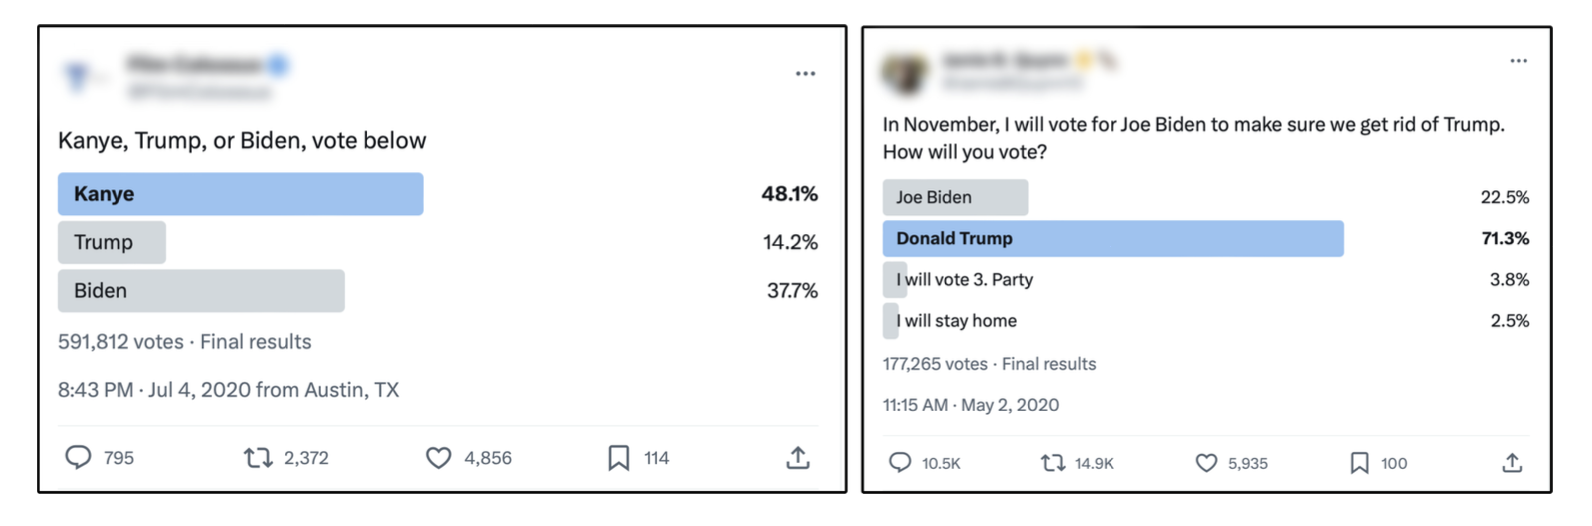 Kanye, Trump, or Biden, vote below
Kanye 48.1%
Trump 14.2%
Biden 37.7%
591,812 votes · Final results
8:43 PM · Jul 4, 2020 from Austin, TX
795 2,372 4,856 114
In November, I will vote for Joe Biden to make sure we get rid of Trump.
How will you vote?
Joe Biden 22.5%
Donald Trump 71.3%
I will vote 3. Party 3.8%
I will stay home 2.5%
177,265 votes · Final results
11:15 AM · May 2, 2020
10.5K 14.9K 5,935 100